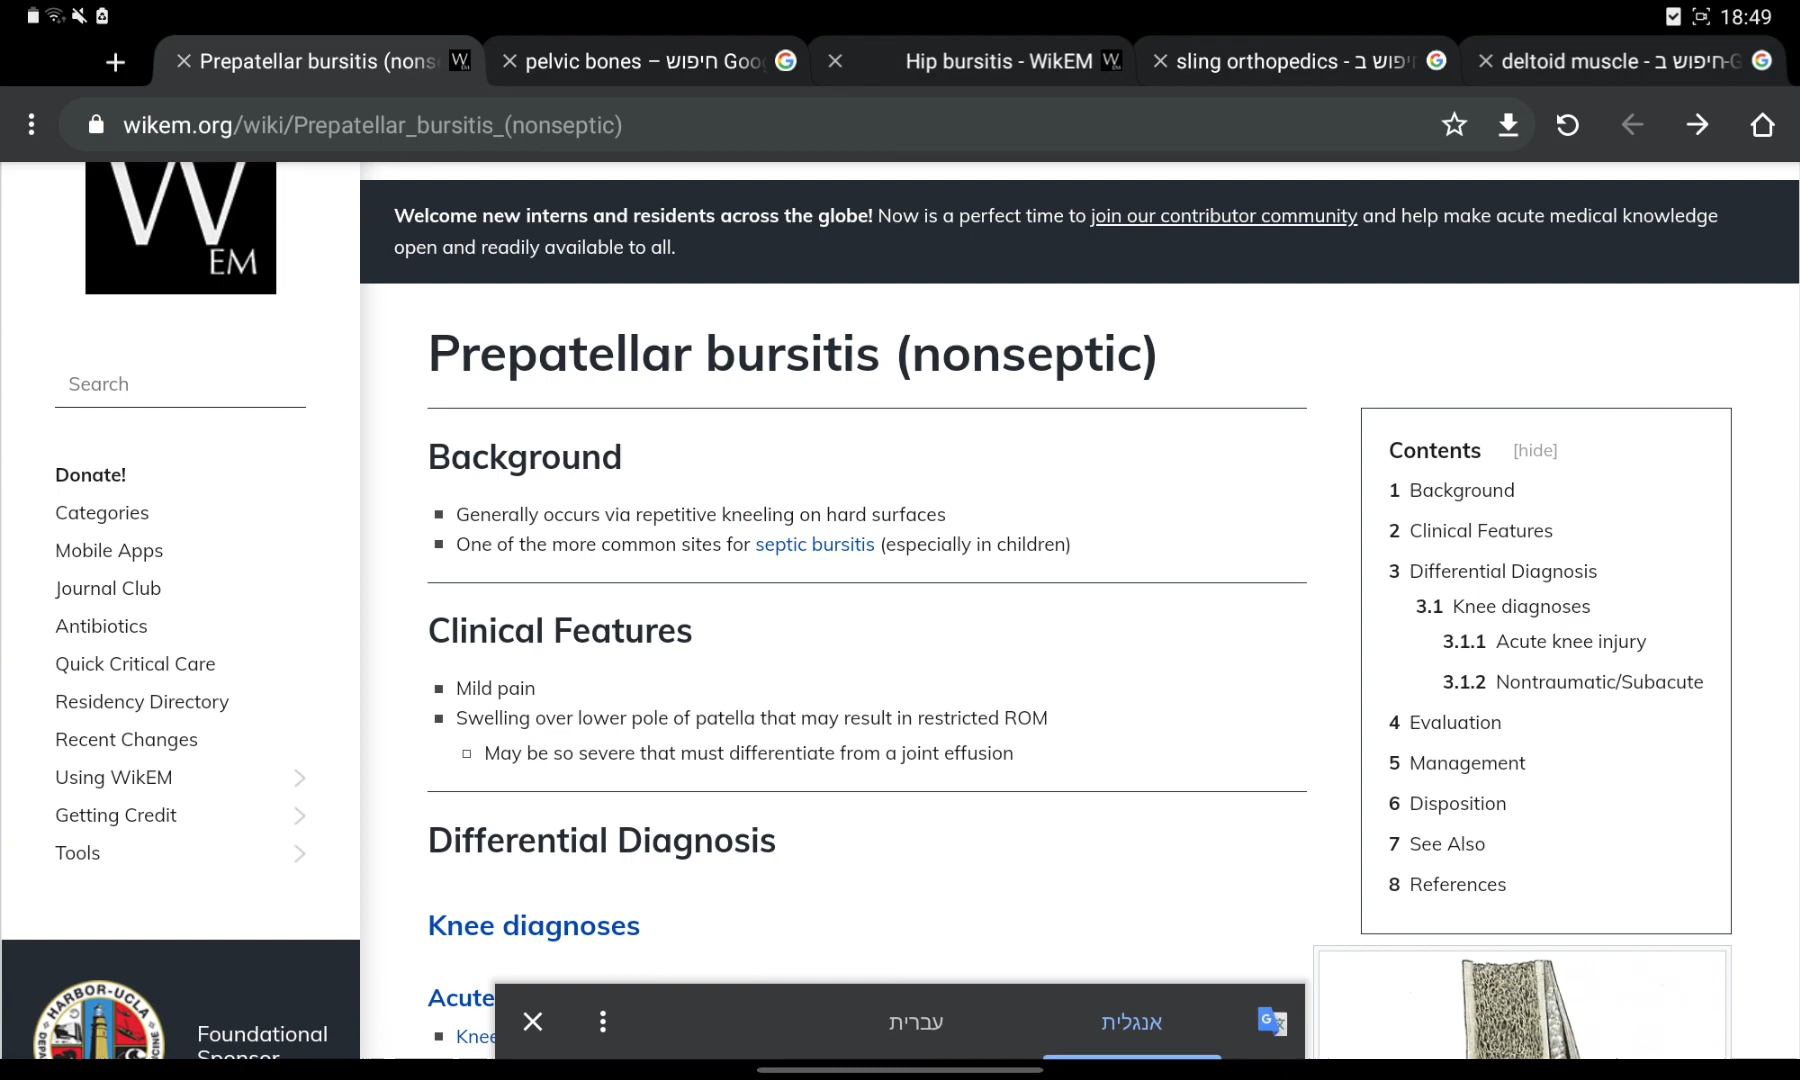 18:49
Prepatellar bursitis (nons
pelvic bones – חיפוש Goo
Hip bursitis - WikEM
sling orthopedics - חיפוש ב
deltoid muscle - חיפוש ב-G
wikem.org/wiki/Prepatellar_bursitis_(nonseptic)
W
EM
Search
Donate!
Categories
Mobile Apps
Journal Club
Antibiotics
Quick Critical Care
Residency Directory
Recent Changes
Using WikEM
Getting Credit
Tools
HARBOR-UCLA
Foundational
Sponsor
Welcome new interns and residents across the globe! Now is a perfect time to join our contributor community and help make acute medical knowledge
open and readily available to all.
Prepatellar bursitis (nonseptic)
Background
Generally occurs via repetitive kneeling on hard surfaces
One of the more common sites for septic bursitis (especially in children)
Clinical Features
Mild pain
Swelling over lower pole of patella that may result in restricted ROM
May be so severe that must differentiate from a joint effusion
Differential Diagnosis
Knee diagnoses
Acute
Knee
Contents [hide]
1 Background
2 Clinical Features
3 Differential Diagnosis
3.1 Knee diagnoses
3.1.1 Acute knee injury
3.1.2 Nontraumatic/Subacute
4 Evaluation
5 Management
6 Disposition
7 See Also
8 References
עברית
אנגלית